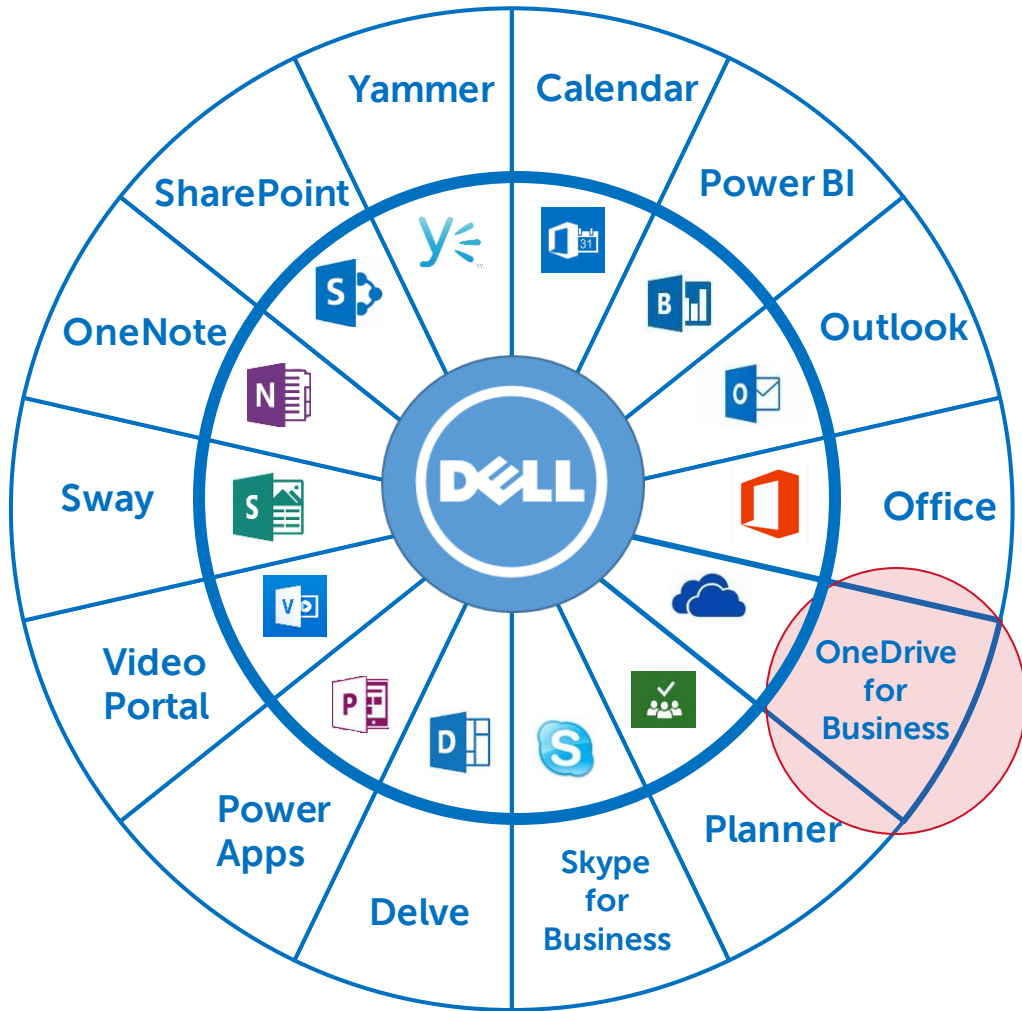 Yammer
Calendar
Power BI
Outlook
Office
OneDrive
for
Business
Planner
Skype
for
Business
Delve
Power
Apps
Video
Portal
Sway
OneNote
SharePoint
y
31
B
O
S
P
D
V
S
N
S
DELL